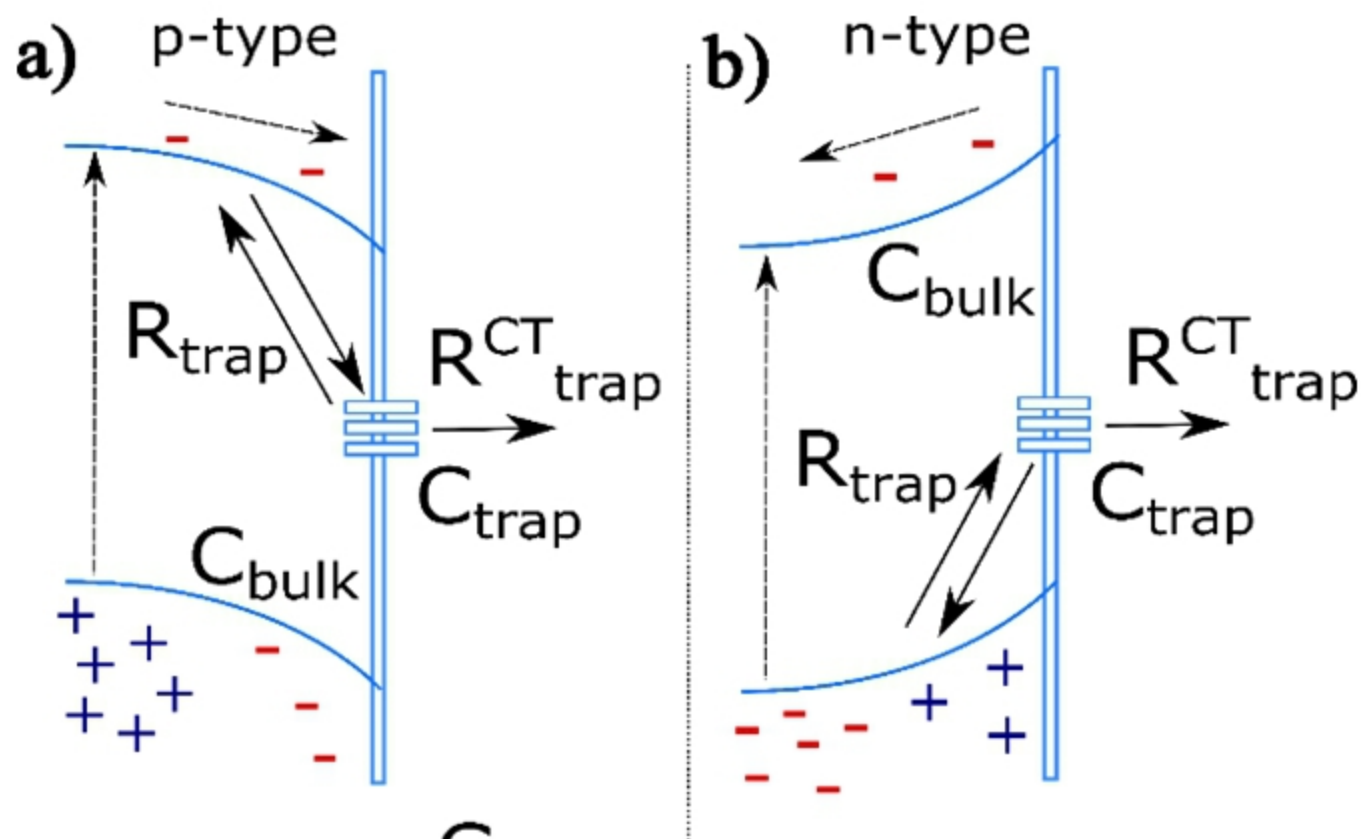 a)
p-type
R_trap
R^CT_trap
C_trap
C_bulk
b)
n-type
C_bulk
R^CT_trap
R_trap
C_trap